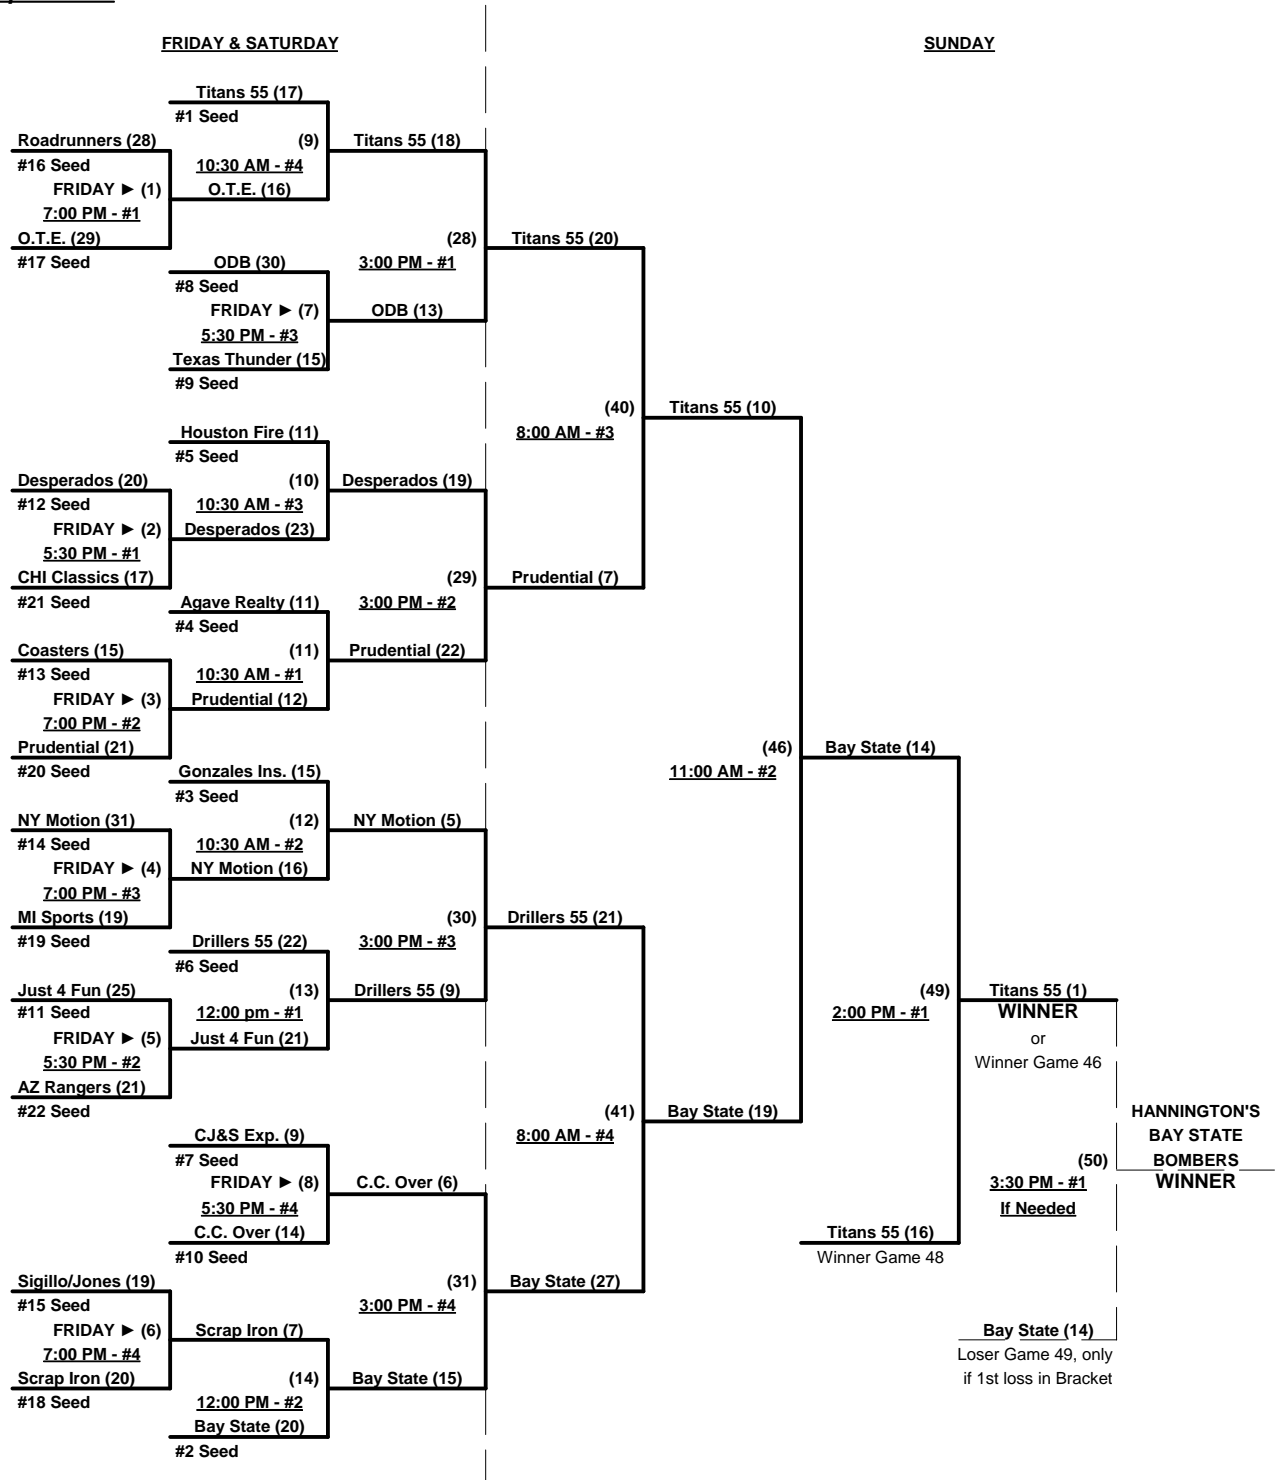 FRIDAY & SATURDAY
SUNDAY
Titans 55 (17)
#1 Seed
Roadrunners (28)
(9)
Titans 55 (18)
#16 Seed
10:30 AM - #4
FRIDAY ► (1)
O.T.E. (16)
7:00 PM - #1
O.T.E. (29)
(28)
Titans 55 (20)
#17 Seed
ODB (30)
3:00 PM - #1
#8 Seed
FRIDAY ► (7)
ODB (13)
5:30 PM - #3
Texas Thunder (15)
#9 Seed
(40)
Titans 55 (10)
Houston Fire (11)
8:00 AM - #3
#5 Seed
Desperados (20)
(10)
Desperados (19)
#12 Seed
10:30 AM - #3
FRIDAY ► (2)
Desperados (23)
5:30 PM - #1
CHI Classics (17)
(29)
Prudential (7)
#21 Seed
Agave Realty (11)
3:00 PM - #2
#4 Seed
Coasters (15)
(11)
Prudential (22)
#13 Seed
10:30 AM - #1
FRIDAY ► (3)
Prudential (12)
7:00 PM - #2
Prudential (21)
(46)
Bay State (14)
#20 Seed
Gonzales Ins. (15)
11:00 AM - #2
#3 Seed
NY Motion (31)
(12)
NY Motion (5)
#14 Seed
10:30 AM - #2
FRIDAY ► (4)
NY Motion (16)
7:00 PM - #3
MI Sports (19)
(30)
Drillers 55 (21)
#19 Seed
Drillers 55 (22)
3:00 PM - #3
#6 Seed
Just 4 Fun (25)
(13)
Drillers 55 (9)
(49)
Titans 55 (1)
#11 Seed
12:00 pm - #1
2:00 PM - #1
WINNER
FRIDAY ► (5)
Just 4 Fun (21)
or
5:30 PM - #2
Winner Game 46
AZ Rangers (21)
#22 Seed
(41)
Bay State (19)
HANNINGTON'S
CJ&S Exp. (9)
8:00 AM - #4
BAY STATE
#7 Seed
(50)
BOMBERS
FRIDAY ► (8)
C.C. Over (6)
3:30 PM - #1
WINNER
5:30 PM - #4
If Needed
C.C. Over (14)
Titans 55 (16)
#10 Seed
Winner Game 48
Sigillo/Jones (19)
(31)
Bay State (27)
#15 Seed
3:00 PM - #4
FRIDAY ► (6)
Scrap Iron (7)
Bay State (14)
7:00 PM - #4
Loser Game 49, only
Scrap Iron (20)
(14)
Bay State (15)
if 1st loss in Bracket
#18 Seed
12:00 PM - #2
Bay State (20)
#2 Seed